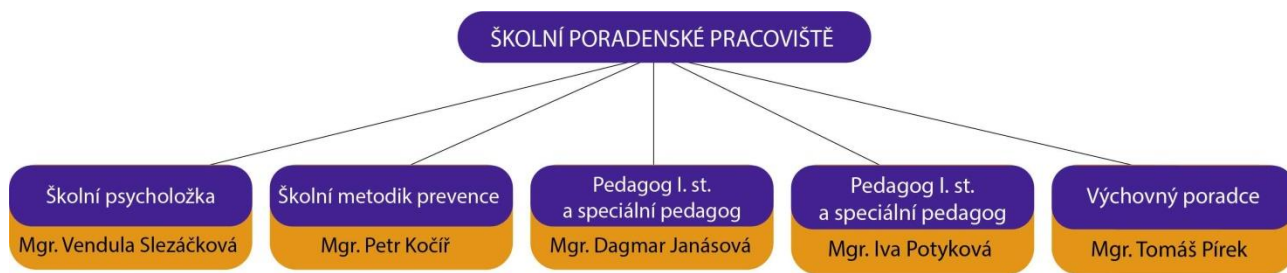 ŠKOLNÍ PORADENSKÉ PRACOVIŠTĚ
Školní psycholožka
Mgr. Vendula Slezáčková
Školní metodik prevence
Mgr. Petr Kočíř
Pedagog I. st.
a speciální pedagog
Mgr. Dagmar Janásová
Pedagog I. st.
a speciální pedagog
Mgr. Iva Potyková
Výchovný poradce
Mgr. Tomáš Pírek